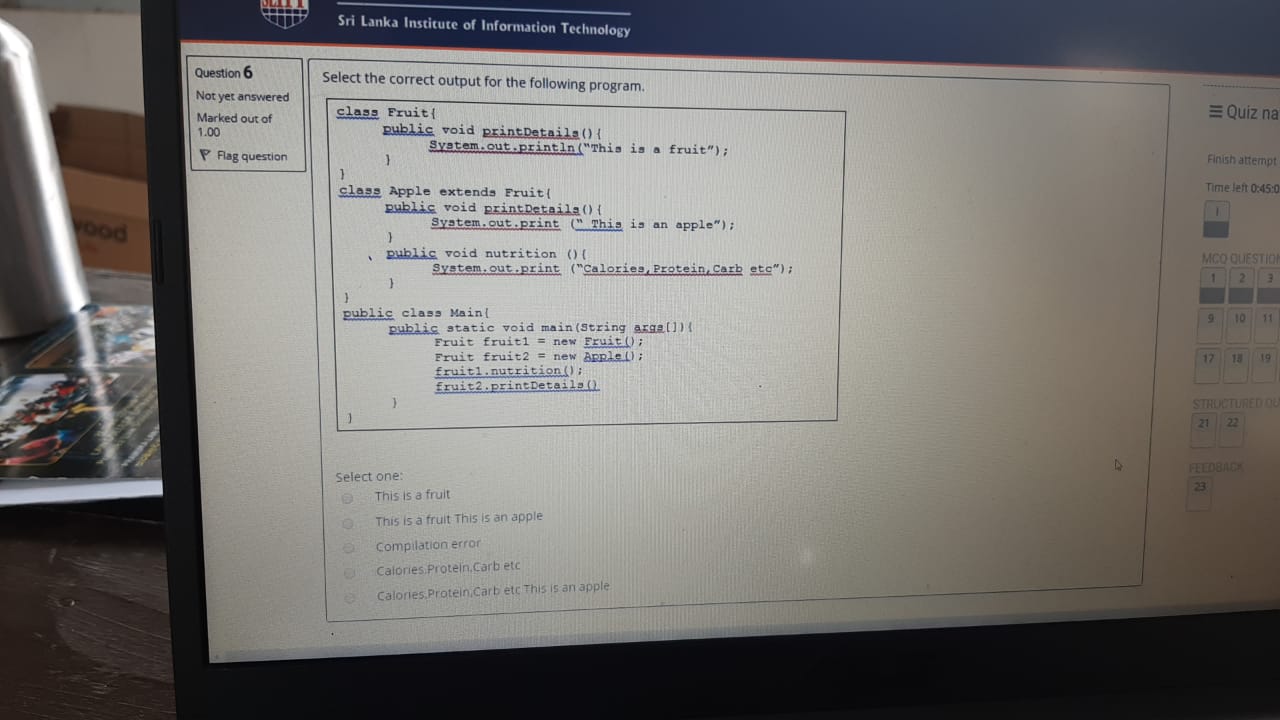 SLIIT
Sri Lanka Institute of Information Technology
Question 6
Not yet answered
Marked out of
1.00
Flag question
Select the correct output for the following program.
class Fruit{
public void printDetails(){
System.out.println("This is a fruit");
}
}
class Apple extends Fruit{
public void printDetails(){
System.out.print (" This is an apple");
}
public void nutrition (){
System.out.print ("Calories,Protein,Carb etc");
}
}
public class Main{
public static void main(String args[]){
Fruit fruit1 = new Fruit();
Fruit fruit2 = new Apple();
fruit1.nutrition();
fruit2.printDetails()
}
}
Select one:
This is a fruit
This is a fruit This is an apple
Compilation error
Calories,Protein,Carb etc
Calories,Protein,Carb etc This is an apple
Quiz na
Finish attempt
Time left 0:45:0
i
MCQ QUESTION
1 2 3
9 10 11
17 18 19
STRUCTURED QU
21 22
FEEDBACK
23
wood